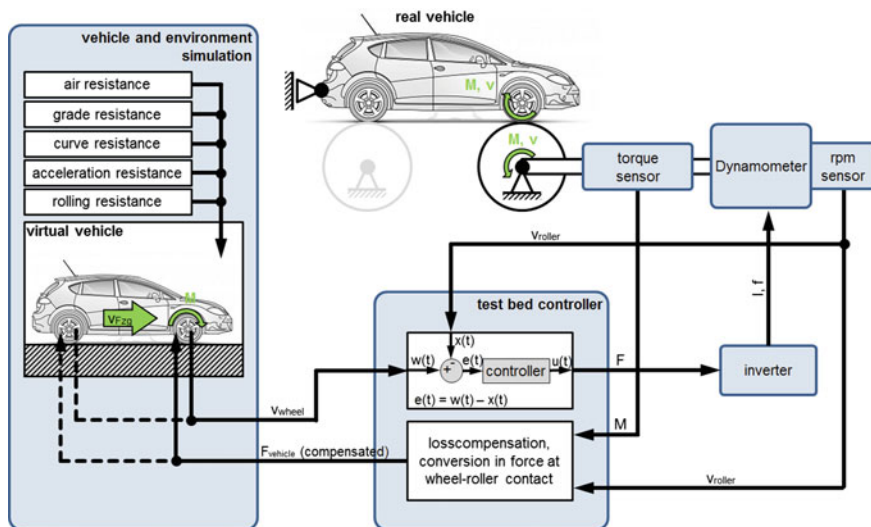 vehicle and environment
simulation
air resistance
grade resistance
curve resistance
acceleration resistance
rolling resistance
virtual vehicle
M
vFzg
real vehicle
M, v
M, v
torque
sensor
Dynamometer
rpm
sensor
vroller
I, f
test bed controller
x(t)
w(t)
+
-
e(t)
controller
u(t)
e(t) = w(t) – x(t)
F
inverter
vwheel
M
losscompensation,
conversion in force at
wheel-roller contact
Fvehicle (compensated)
vroller